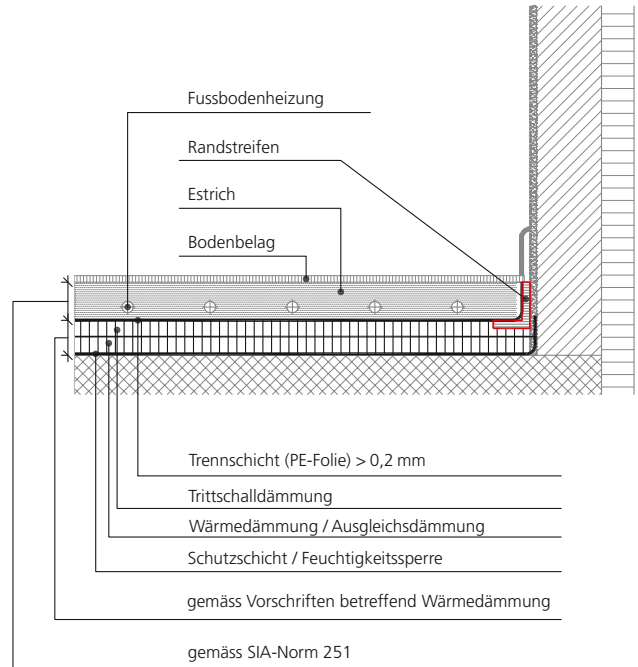 Fussbodenheizung
Randstreifen
Estrich
Bodenbelag
Trennschicht (PE-Folie) > 0,2 mm
Trittschalldämmung
Wärmedämmung / Ausgleichsdämmung
Schutzschicht / Feuchtigkeitssperre
gemäss Vorschriften betreffend Wärmedämmung
gemäss SIA-Norm 251